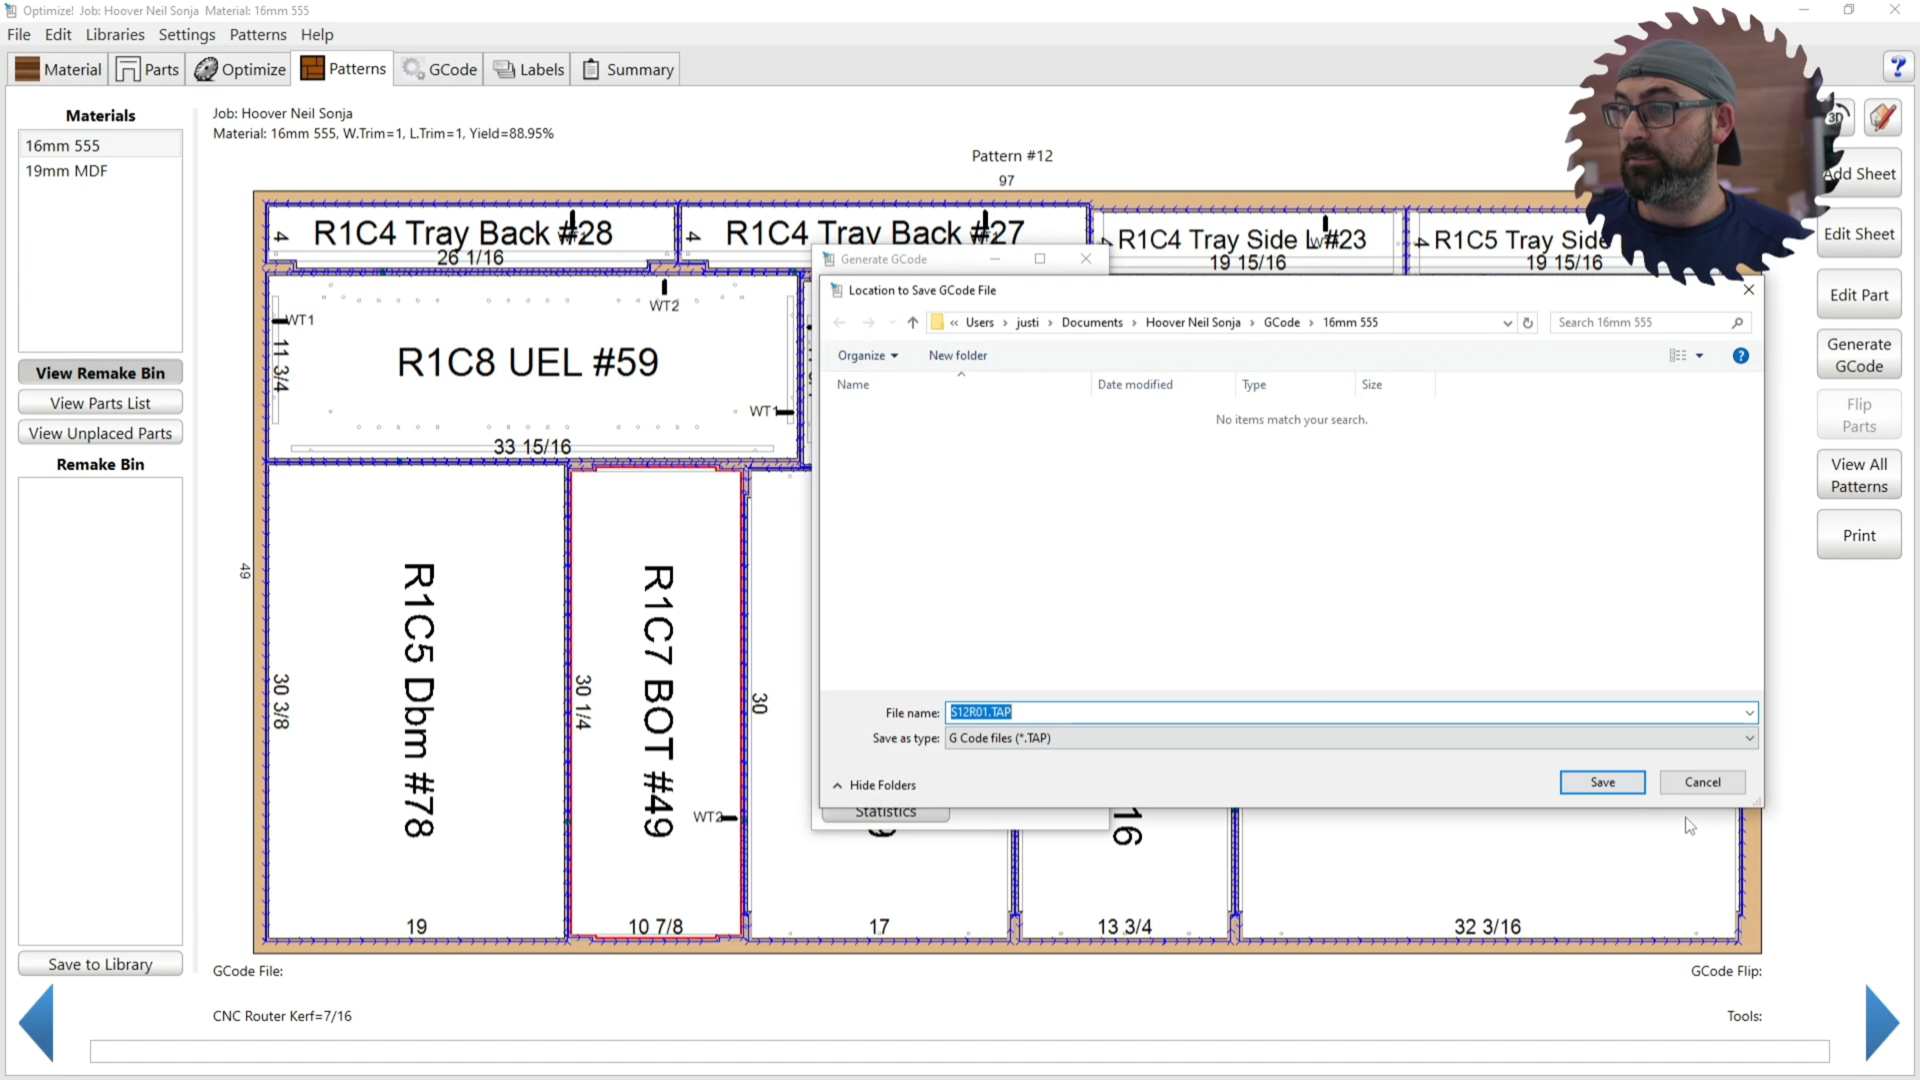 Optimize! Job: Hoover Neil Sonja Material: 16mm 555
File Edit Libraries Settings Patterns Help
Material Parts Optimize Patterns GCode Labels Summary
Materials
16mm 555
19mm MDF
View Remake Bin
View Parts List
View Unplaced Parts
Remake Bin
Save to Library
Job: Hoover Neil Sonja
Material: 16mm 555, W.Trim=1, L.Trim=1, Yield=88.95%
Pattern #12
97
49
4
R1C4 Tray Back #28
26 1/16
4
R1C4 Tray Back #27
R1C4 Tray Side L #23
19 15/16
4
R1C5 Tray Side
19 15/16
WT1
WT2
11 3/4
R1C8 UEL #59
WT1
33 15/16
30 3/8
R1C5 Dbm #78
19
30 1/4
R1C7 BOT #49
WT2
10 7/8
30
17
16
13 3/4
32 3/16
Generate GCode
Location to Save GCode File
« Users › justi › Documents › Hoover Neil Sonja › GCode › 16mm 555
Search 16mm 555
Organize
New folder
Name Date modified Type Size
No items match your search.
File name: S12R01.TAP
Save as type: G Code files (*.TAP)
Hide Folders
Save
Cancel
Statistics
3D
Add Sheet
Edit Sheet
Edit Part
Generate
GCode
Flip
Parts
View All
Patterns
Print
GCode File:
GCode Flip:
CNC Router Kerf=7/16
Tools: